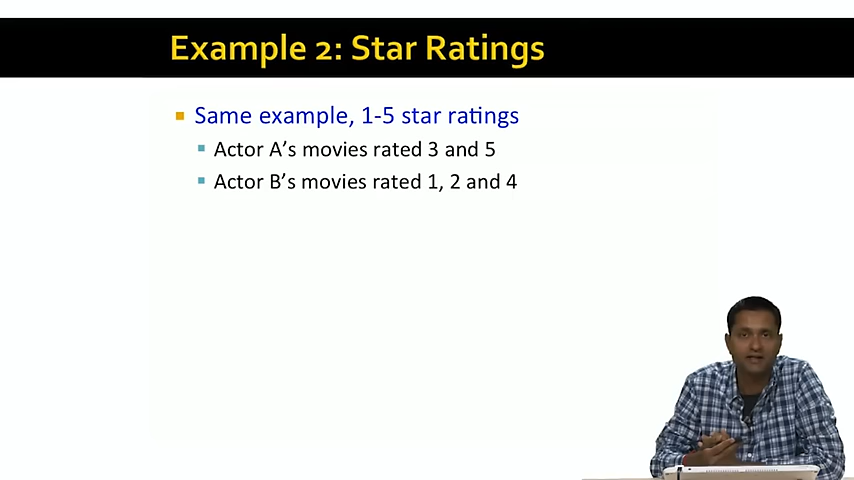 Example 2: Star Ratings
Same example, 1-5 star ratings
Actor A’s movies rated 3 and 5
Actor B’s movies rated 1, 2 and 4